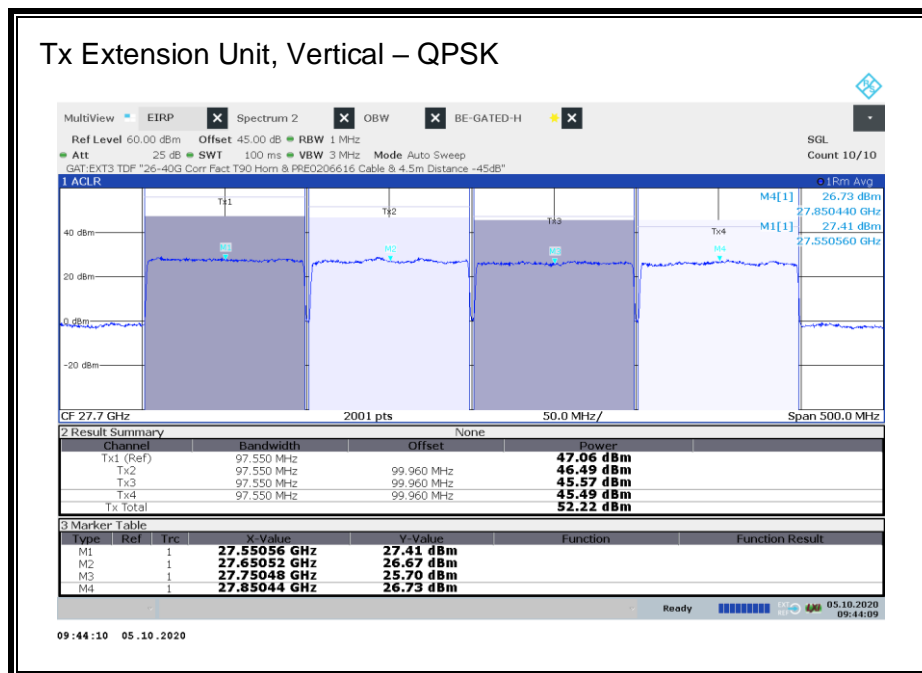 Tx Extension Unit, Vertical – QPSK
MultiView EIRP Spectrum 2 OBW BE-GATED-H
Ref Level 60.00 dBm Offset 45.00 dB RBW 1 MHz SGL
Att 25 dB SWT 100 ms VBW 3 MHz Mode Auto Sweep Count 10/10
GAT:EXT3 TDF "26-40G Corr Fact T90 Horn & PRE0206616 Cable & 4.5m Distance -45dB"
1 ACLR 1Rm Avg
M4[1] 26.73 dBm
27.850440 GHz
M1[1] 27.41 dBm
27.550560 GHz
Tx1 Tx2 Tx3 Tx4
40 dBm
M2 M3 M4
20 dBm
0 dBm
-20 dBm
CF 27.7 GHz 2001 pts 50.0 MHz/ Span 500.0 MHz
2 Result Summary None
Channel Bandwidth Offset Power
Tx1 (Ref) 97.550 MHz 47.06 dBm
Tx2 97.550 MHz 99.960 MHz 46.49 dBm
Tx3 97.550 MHz 99.960 MHz 45.57 dBm
Tx4 97.550 MHz 99.960 MHz 45.49 dBm
Tx Total 52.22 dBm
3 Marker Table
Type Ref Trc X-Value Y-Value Function Function Result
M1 1 27.55056 GHz 27.41 dBm
M2 1 27.65052 GHz 26.67 dBm
M3 1 27.75048 GHz 25.70 dBm
M4 1 27.85044 GHz 26.73 dBm
Ready 05.10.2020
09:44:09
09:44:10 05.10.2020